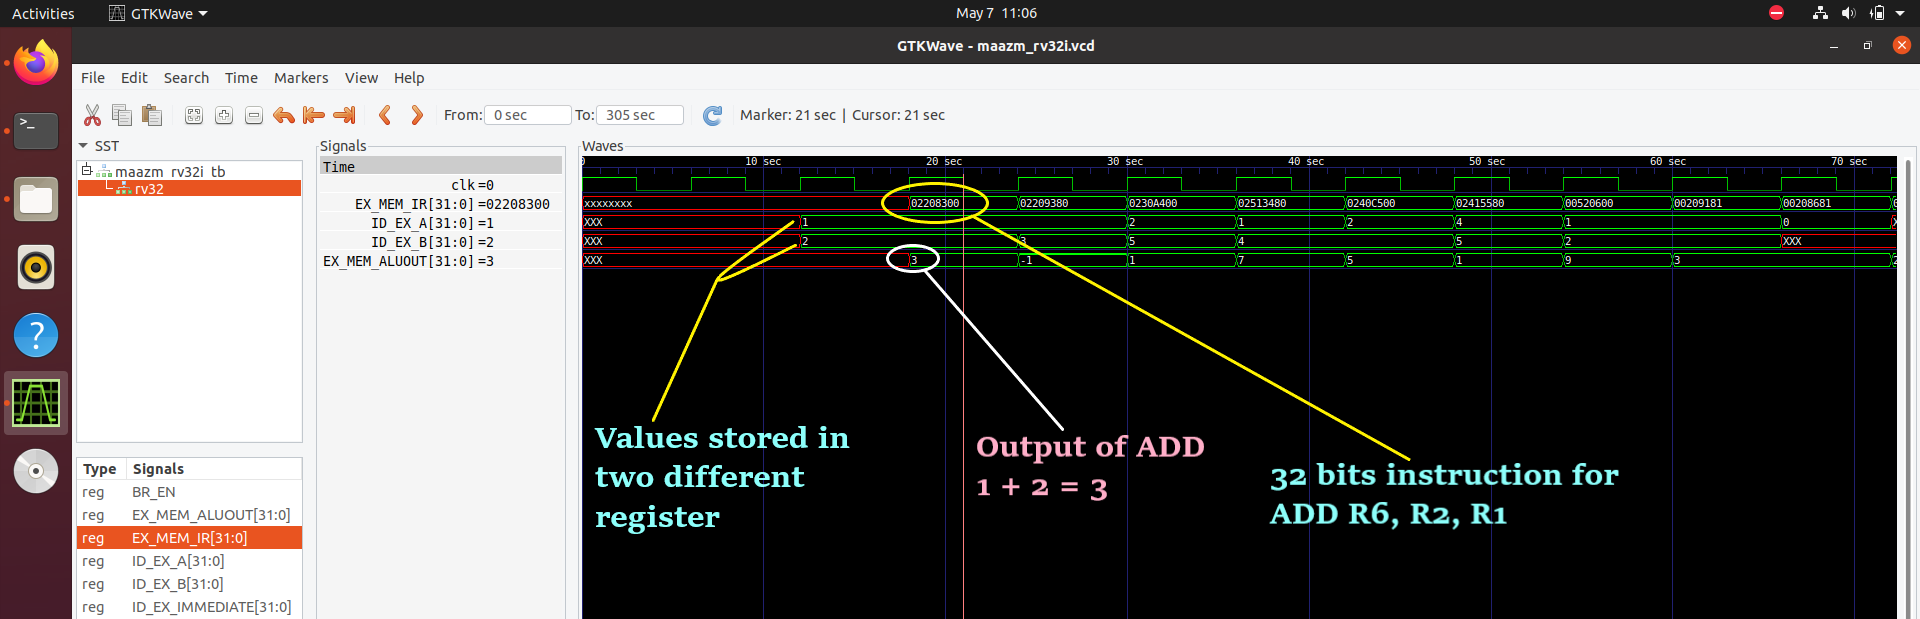 Activities GTKWave May 7 11:06
GTKWave - maazm_rv32i.vcd
File Edit Search Time Markers View Help
From: 0 sec To: 305 sec Marker: 21 sec | Cursor: 21 sec
SST
maazm_rv32i_tb
rv32
Type Signals
reg BR_EN
reg EX_MEM_ALUOUT[31:0]
reg EX_MEM_IR[31:0]
reg ID_EX_A[31:0]
reg ID_EX_B[31:0]
reg ID_EX_IMMEDIATE[31:0]
Signals
Time
clk=0
EX_MEM_IR[31:0]=02208300
ID_EX_A[31:0]=1
ID_EX_B[31:0]=2
EX_MEM_ALUOUT[31:0]=3
Waves
10 sec 20 sec 30 sec 40 sec 50 sec 60 sec 70 sec
xxxxxxxx 02208300 02209380 0230A400 02513480 0240C500 02415580 00520600 00209181 00208681
XXX 1 2 1 2 4 1 0
XXX 2 3 5 4 5 2 XXX
XXX 3 -1 1 7 5 1 9 3 2
Values stored in
two different
register
Output of ADD
1 + 2 = 3
32 bits instruction for
ADD R6, R2, R1